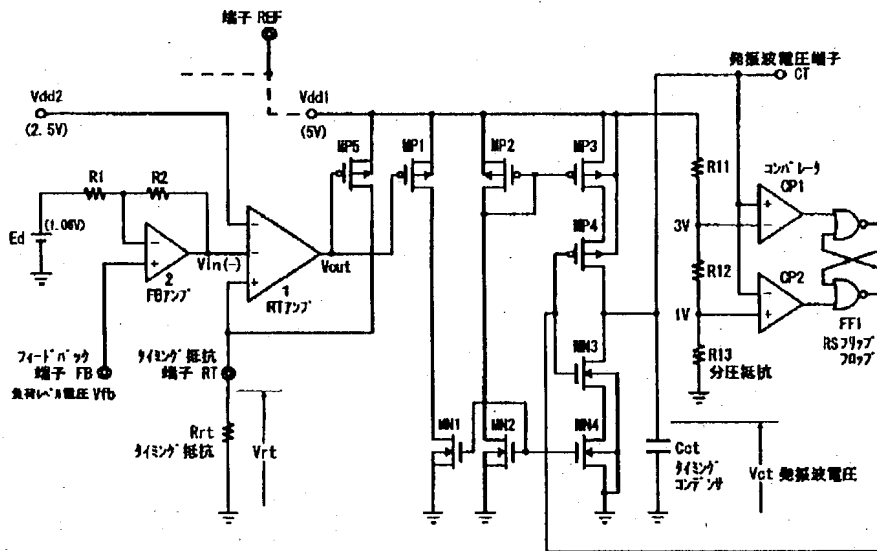 端子 REF
発振波電圧端子
CT
Vdd2
(2.5V)
Vdd1
(5V)
MP5
MP1
MP2
MP3
R11
コンパレータ
CP1
R1
R2
Ed
(1.00V)
MP4
3V
Vin(-)
Vout
2
FBアンプ
1
RTアンプ
R12
CP2
1V
FF1
RSフリップ
フロップ
フィードバック
端子 FB
負荷レベル電圧 Vfb
タイミング抵抗
端子 RT
MN3
R13
分圧抵抗
Rrt
タイミング抵抗
Vrt
MN1
MN2
MN4
Cct
タイミング
コンデンサ
Vct 発振波電圧
+
-